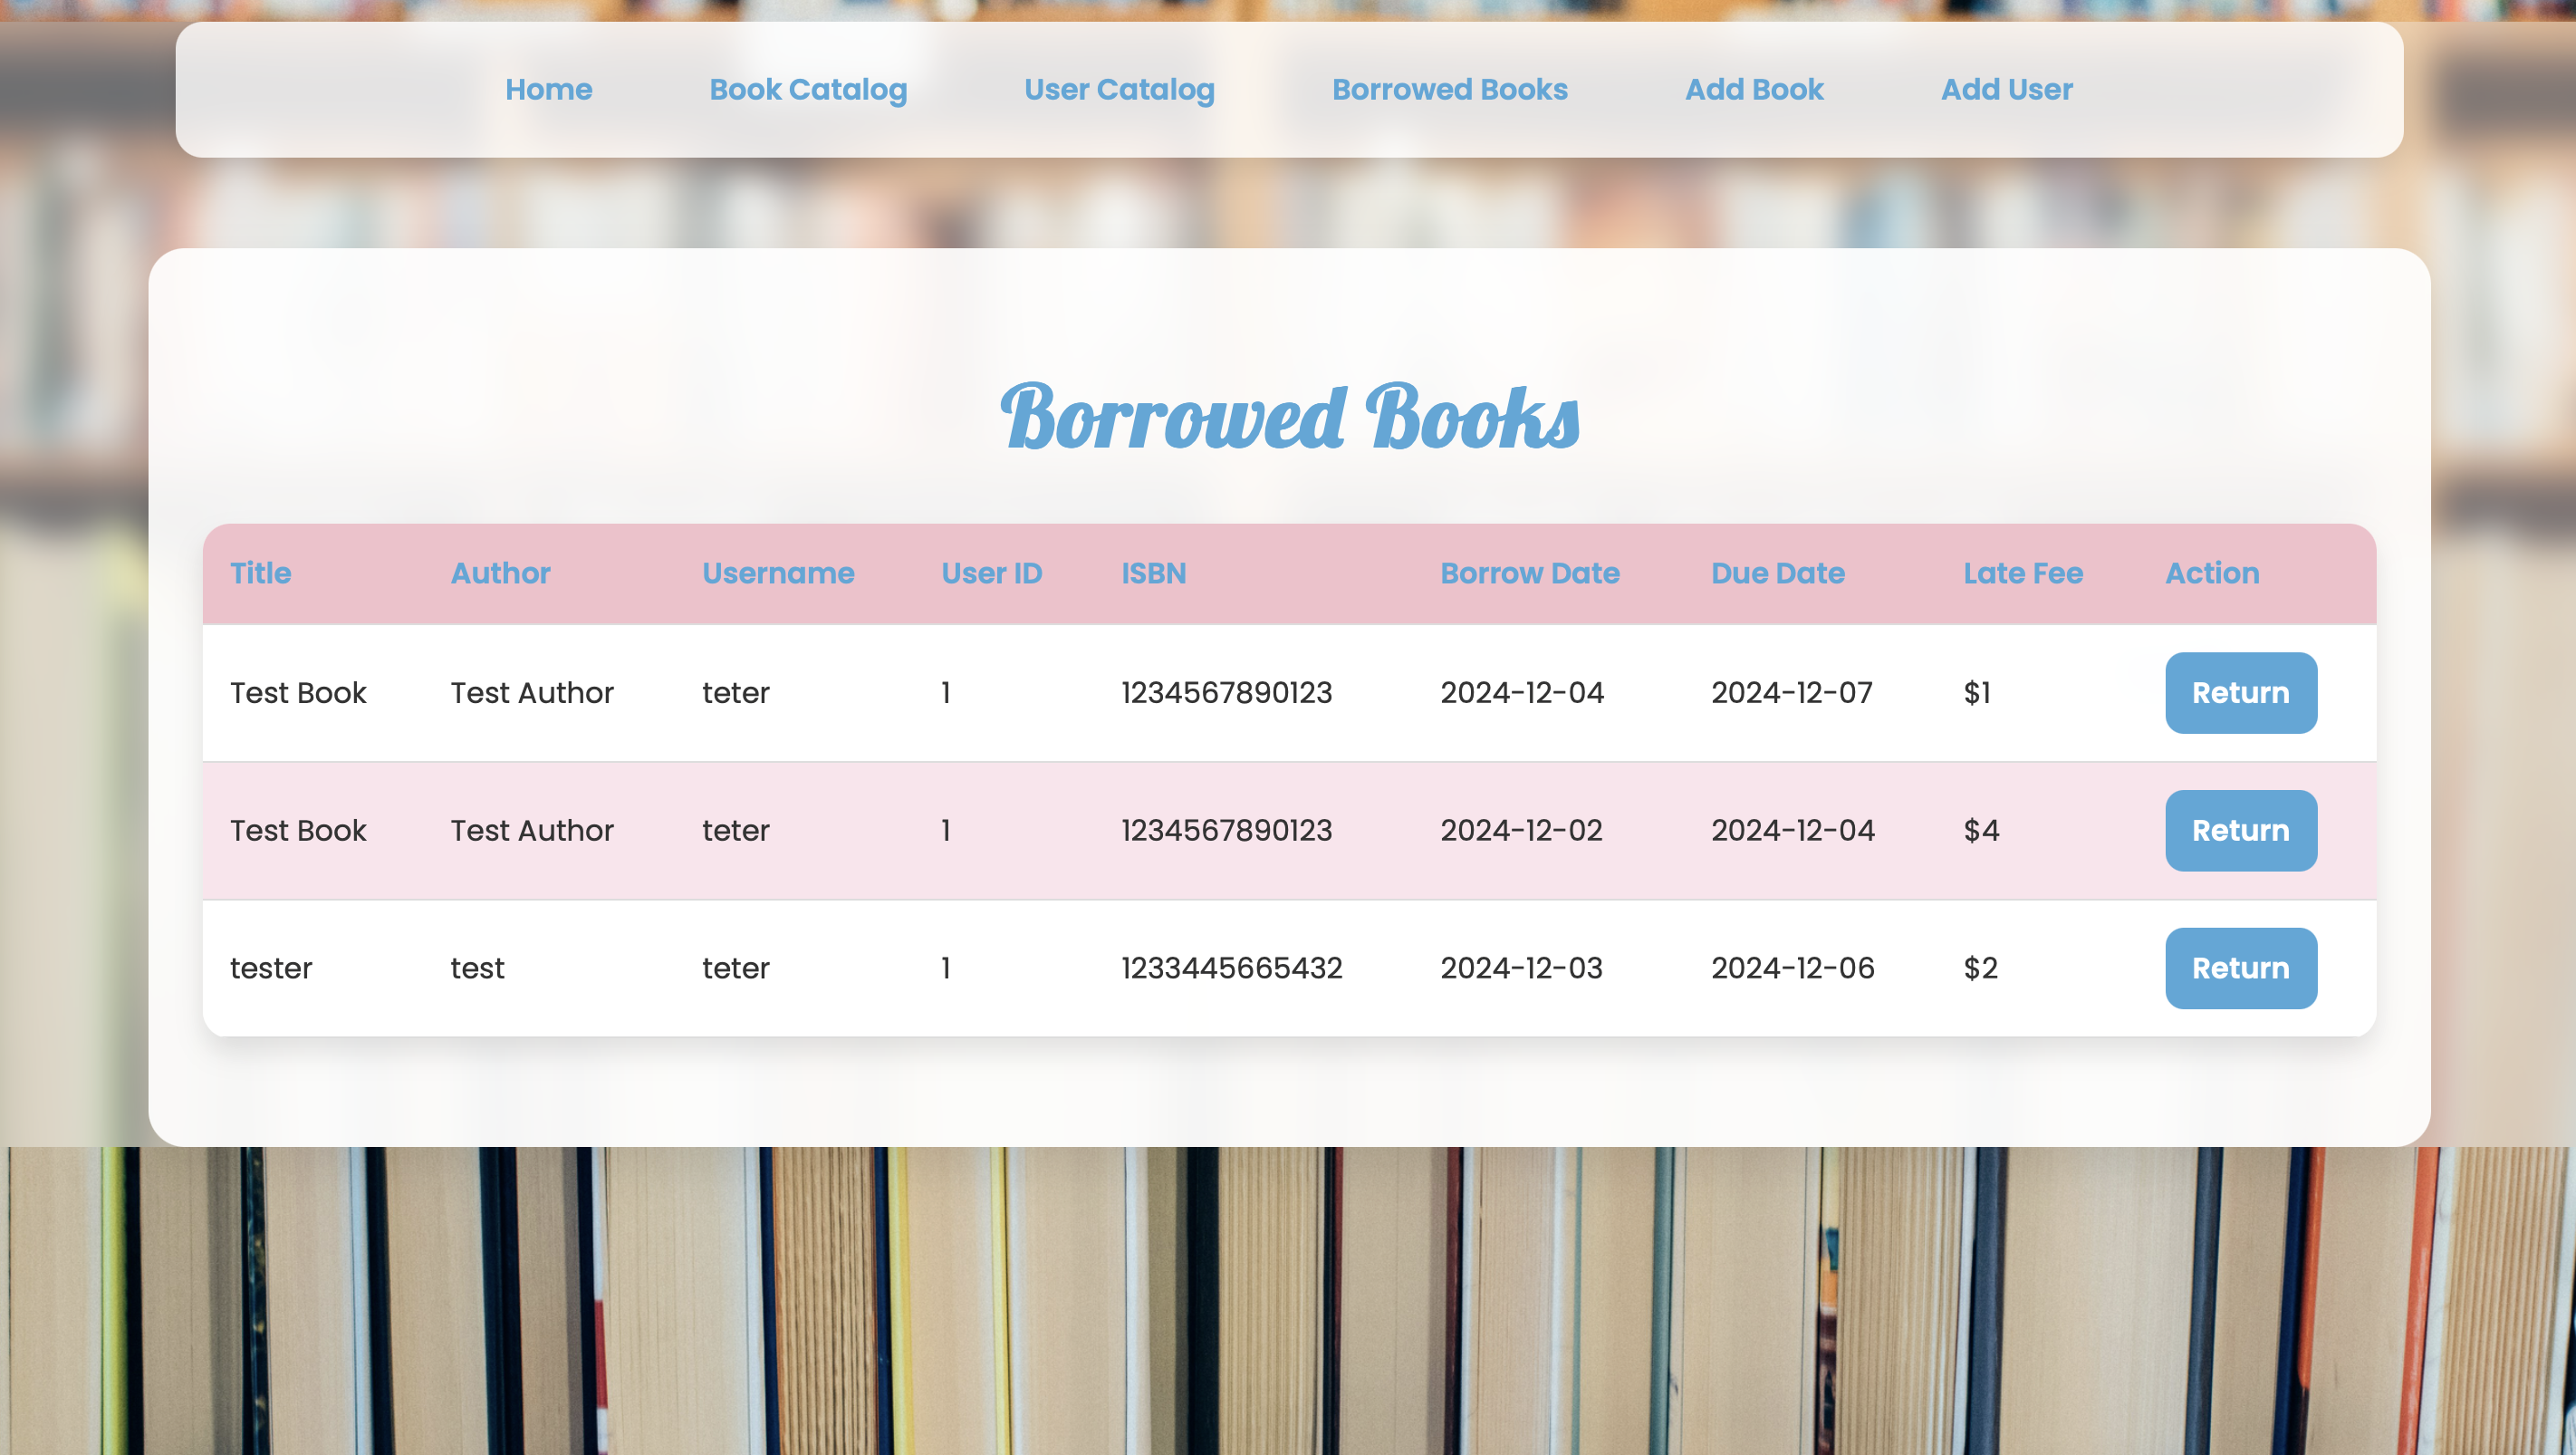 Home Book Catalog User Catalog Borrowed Books Add Book Add User
Borrowed Books
Title Author Username User ID ISBN Borrow Date Due Date Late Fee Action
Test Book Test Author teter 1 1234567890123 2024-12-04 2024-12-07 $1 Return
Test Book Test Author teter 1 1234567890123 2024-12-02 2024-12-04 $4 Return
tester test teter 1 1233445665432 2024-12-03 2024-12-06 $2 Return